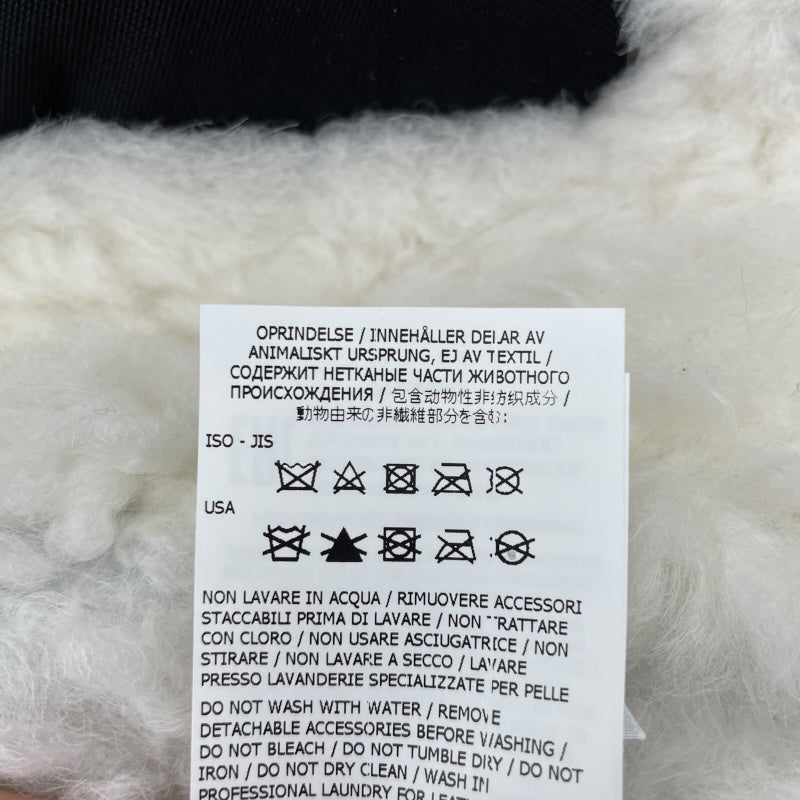 OPRINDELSE / INNEHÅLLER DELAR AV
ANIMALISKT URSPRUNG, EJ AV TEXTIL /
СОДЕРЖИТ НЕТКАНЫЕ ЧАСТИ ЖИВОТНОГО
ПРОИСХОЖДЕНИЯ / 包含动物性非纺织成分 /
動物由来の非繊維部分を含む:
ISO - JIS
USA
NON LAVARE IN ACQUA / RIMUOVERE ACCESSORI
STACCABILI PRIMA DI LAVARE / NON TRATTARE
CON CLORO / NON USARE ASCIUGATRICE / NON
STIRARE / NON LAVARE A SECCO / LAVARE
PRESSO LAVANDERIE SPECIALIZZATE PER PELLE
DO NOT WASH WITH WATER / REMOVE
DETACHABLE ACCESSORIES BEFORE WASHING /
DO NOT BLEACH / DO NOT TUMBLE DRY / DO NOT
IRON / DO NOT DRY CLEAN / WASH IN
PROFESSIONAL LAUNDRY FOR